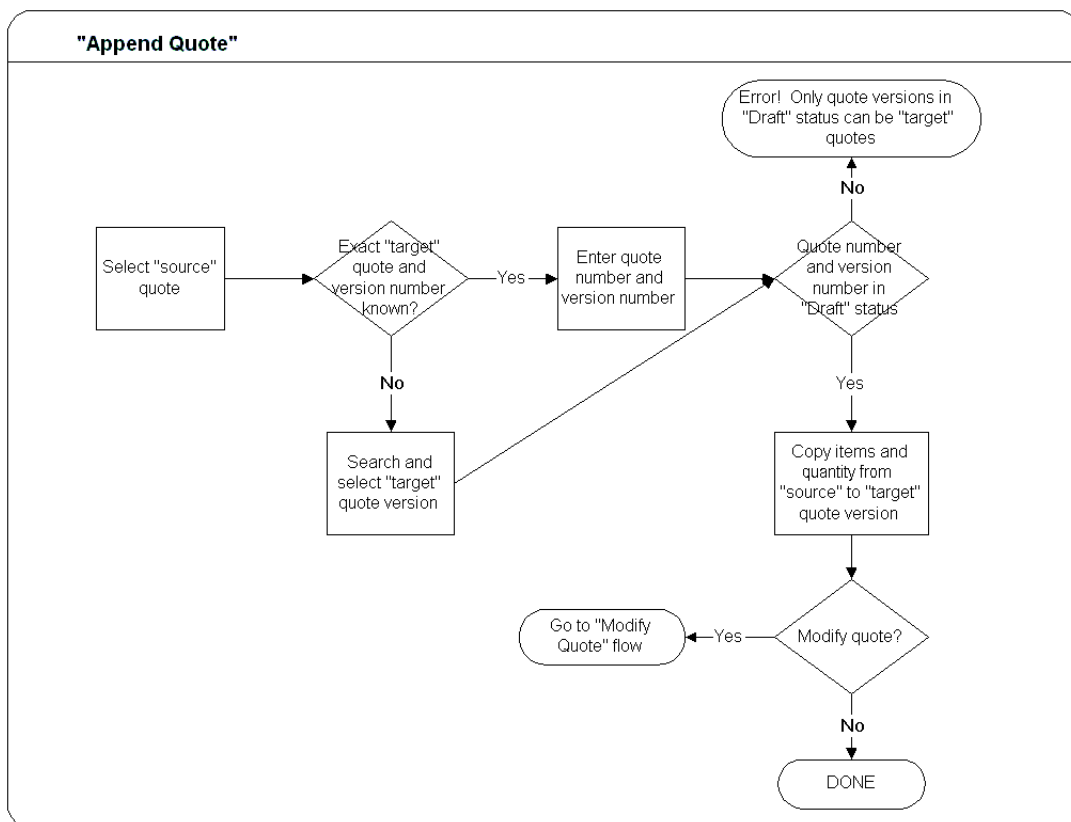 "Append Quote"
Error! Only quote versions in
"Draft" status can be "target"
quotes
No
Select "source"
quote
Exact "target"
quote and
version number
known?
Yes
Enter quote
number and
version number
Quote number
and version
number in
"Draft" status
No
Yes
Search and
select "target"
quote version
Copy items and
quantity from
"source" to "target"
quote version
Go to "Modify
Quote" flow
Yes
Modify quote?
No
DONE